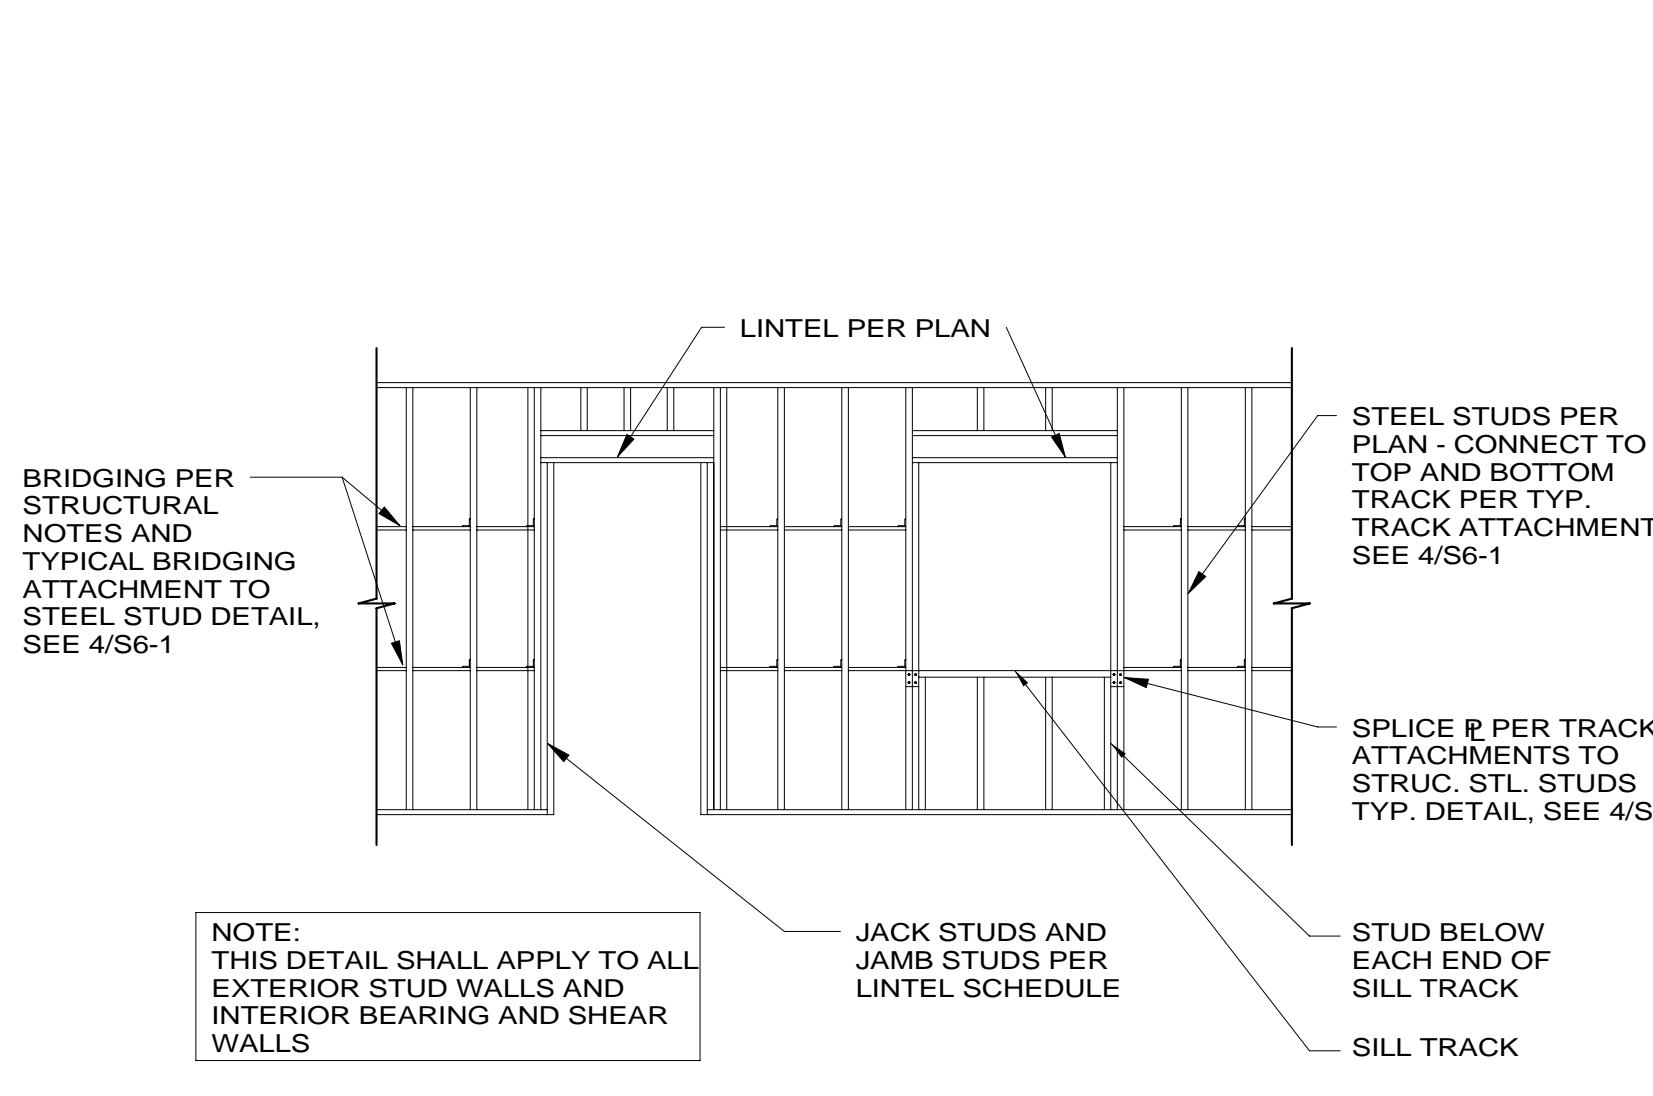 LINTEL PER PLAN
BRIDGING PER
STRUCTURAL
NOTES AND
TYPICAL BRIDGING
ATTACHMENT TO
STEEL STUD DETAIL,
SEE 4/S6-1
STEEL STUDS PER
PLAN - CONNECT TO
TOP AND BOTTOM
TRACK PER TYP.
TRACK ATTACHMENT
SEE 4/S6-1
SPLICE PL PER TRACK
ATTACHMENTS TO
STRUC. STL. STUDS
TYP. DETAIL, SEE 4/S
NOTE:
THIS DETAIL SHALL APPLY TO ALL
EXTERIOR STUD WALLS AND
INTERIOR BEARING AND SHEAR
WALLS
JACK STUDS AND
JAMB STUDS PER
LINTEL SCHEDULE
STUD BELOW
EACH END OF
SILL TRACK
SILL TRACK